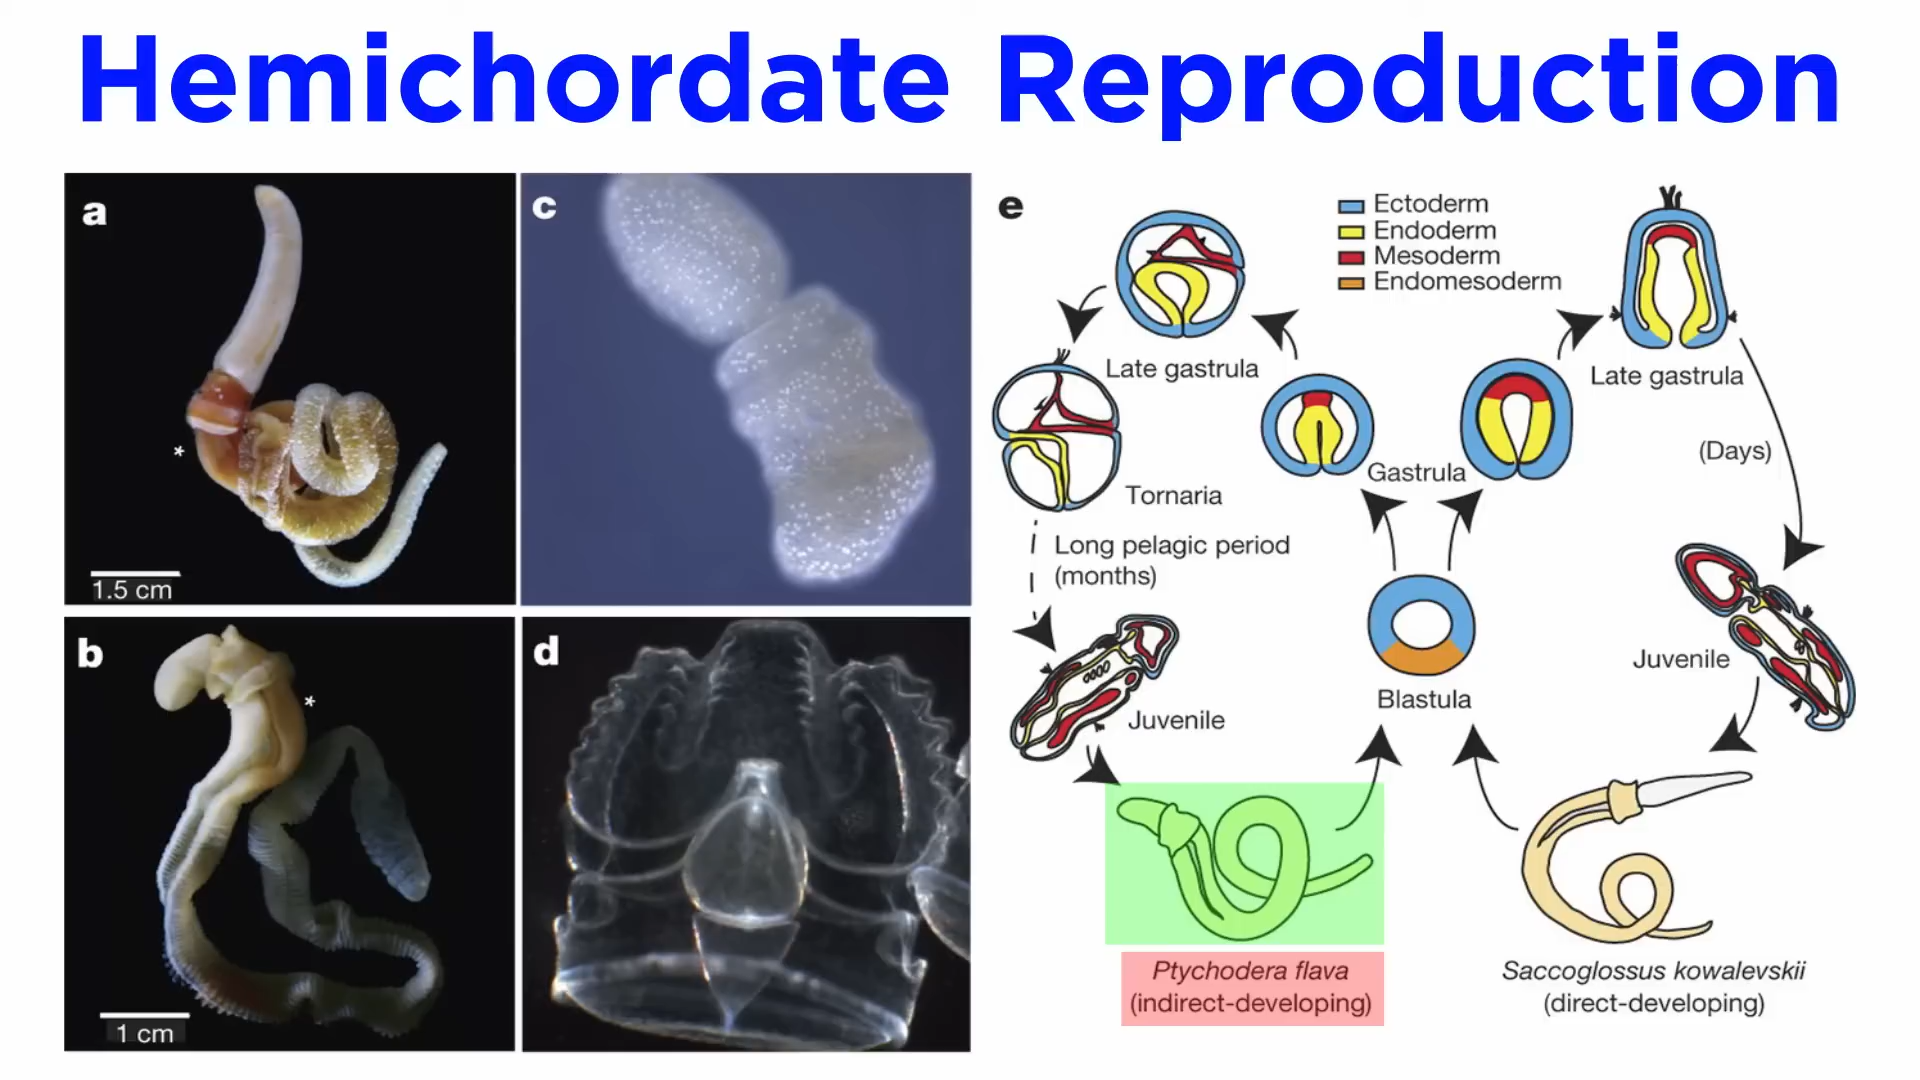 Hemichordate Reproduction
a
c
e
Ectoderm
Endoderm
Mesoderm
Endomesoderm
Late gastrula
Late gastrula
*
(Days)
Gastrula
Tornaria
Long pelagic period
(months)
1.5 cm
b
d
*
Juvenile
Blastula
Juvenile
Ptychodera flava
(indirect-developing)
Saccoglossus kowalevskii
(direct-developing)
1 cm